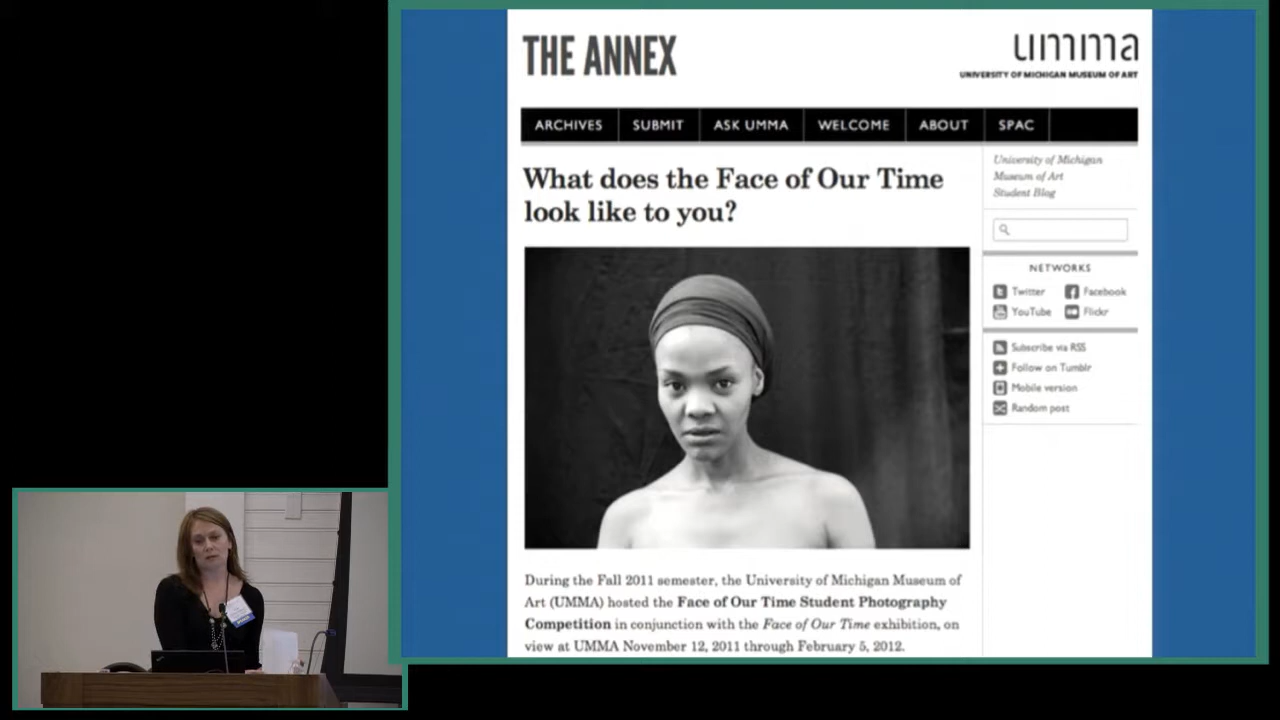 THE ANNEX
umma
UNIVERSITY OF MICHIGAN MUSEUM OF ART
ARCHIVES SUBMIT ASK UMMA WELCOME ABOUT SPAC
What does the Face of Our Time
look like to you?
During the Fall 2011 semester, the University of Michigan Museum of
Art (UMMA) hosted the Face of Our Time Student Photography
Competition in conjunction with the Face of Our Time exhibition, on
view at UMMA November 12, 2011 through February 5, 2012.
University of Michigan
Museum of Art
Student Blog
NETWORKS
Twitter Facebook
YouTube Flickr
Subscribe via RSS
Follow on Tumblr
Mobile version
Random post